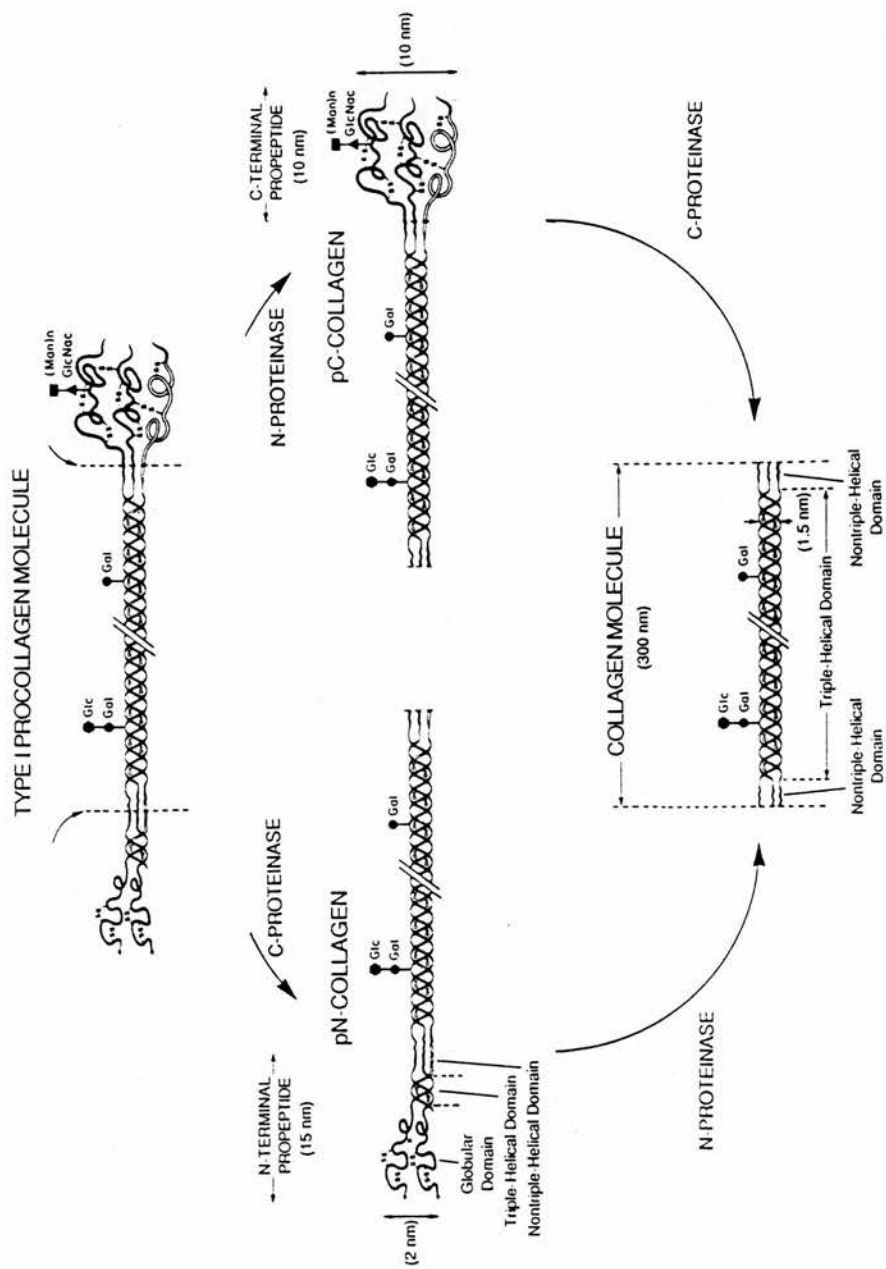 TYPE I PROCOLLAGEN MOLECULE
(Man)n
GlcNac
Glc
Gal
Gal
C-PROTEINASE
N-PROTEINASE
N-TERMINAL
PROPEPTIDE
(15 nm)
C-TERMINAL
PROPEPTIDE
(10 nm)
pN-COLLAGEN
pC-COLLAGEN
(2 nm)
Glc
Gal
Gal
Globular
Domain
Triple-Helical Domain
Nontriple-Helical Domain
Glc
Gal
Gal
(Man)n
GlcNac
(10 nm)
N-PROTEINASE
C-PROTEINASE
COLLAGEN MOLECULE
(300 nm)
Glc
Gal
Gal
(1.5 nm)
Triple-Helical Domain
Nontriple-Helical
Domain
Nontriple-Helical
Domain